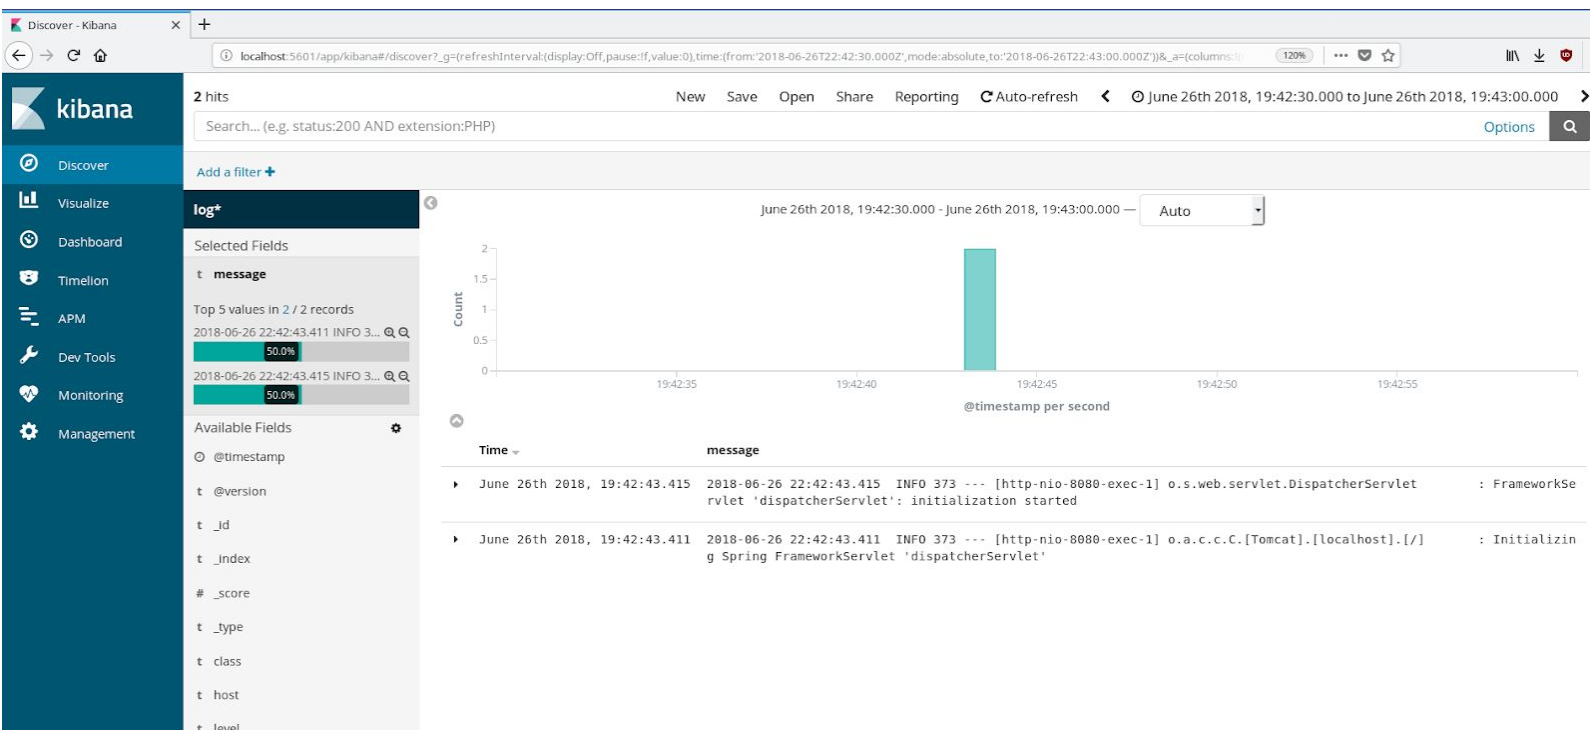 Discover - Kibana × +
localhost:5601/app/kibana#/discover?_g=(refreshInterval:(display:Off,pause:!f,value:0),time:(from:'2018-06-26T22:42:30.000Z',mode:absolute,to:'2018-06-26T22:43:00.000Z'))&_a=(columns:!( 120%
kibana
2 hits New Save Open Share Reporting Auto-refresh June 26th 2018, 19:42:30.000 to June 26th 2018, 19:43:00.000
Search... (e.g. status:200 AND extension:PHP) Options
Discover
Visualize
Dashboard
Timelion
APM
Dev Tools
Monitoring
Management
Add a filter +
log*
Selected Fields
t message
Top 5 values in 2 / 2 records
2018-06-26 22:42:43.411 INFO 3...
50.0%
2018-06-26 22:42:43.415 INFO 3...
50.0%
Available Fields
@timestamp
t @version
t _id
t _index
# _score
t _type
t class
t host
t level
June 26th 2018, 19:42:30.000 - June 26th 2018, 19:43:00.000 — Auto
Count
2
1.5
1
0.5
0
19:42:35 19:42:40 19:42:45 19:42:50 19:42:55
@timestamp per second
Time message
June 26th 2018, 19:42:43.415 2018-06-26 22:42:43.415 INFO 373 --- [http-nio-8080-exec-1] o.s.web.servlet.DispatcherServlet : FrameworkSe
rvlet 'dispatcherServlet': initialization started
June 26th 2018, 19:42:43.411 2018-06-26 22:42:43.411 INFO 373 --- [http-nio-8080-exec-1] o.a.c.c.C.[Tomcat].[localhost].[/] : Initializin
g Spring FrameworkServlet 'dispatcherServlet'